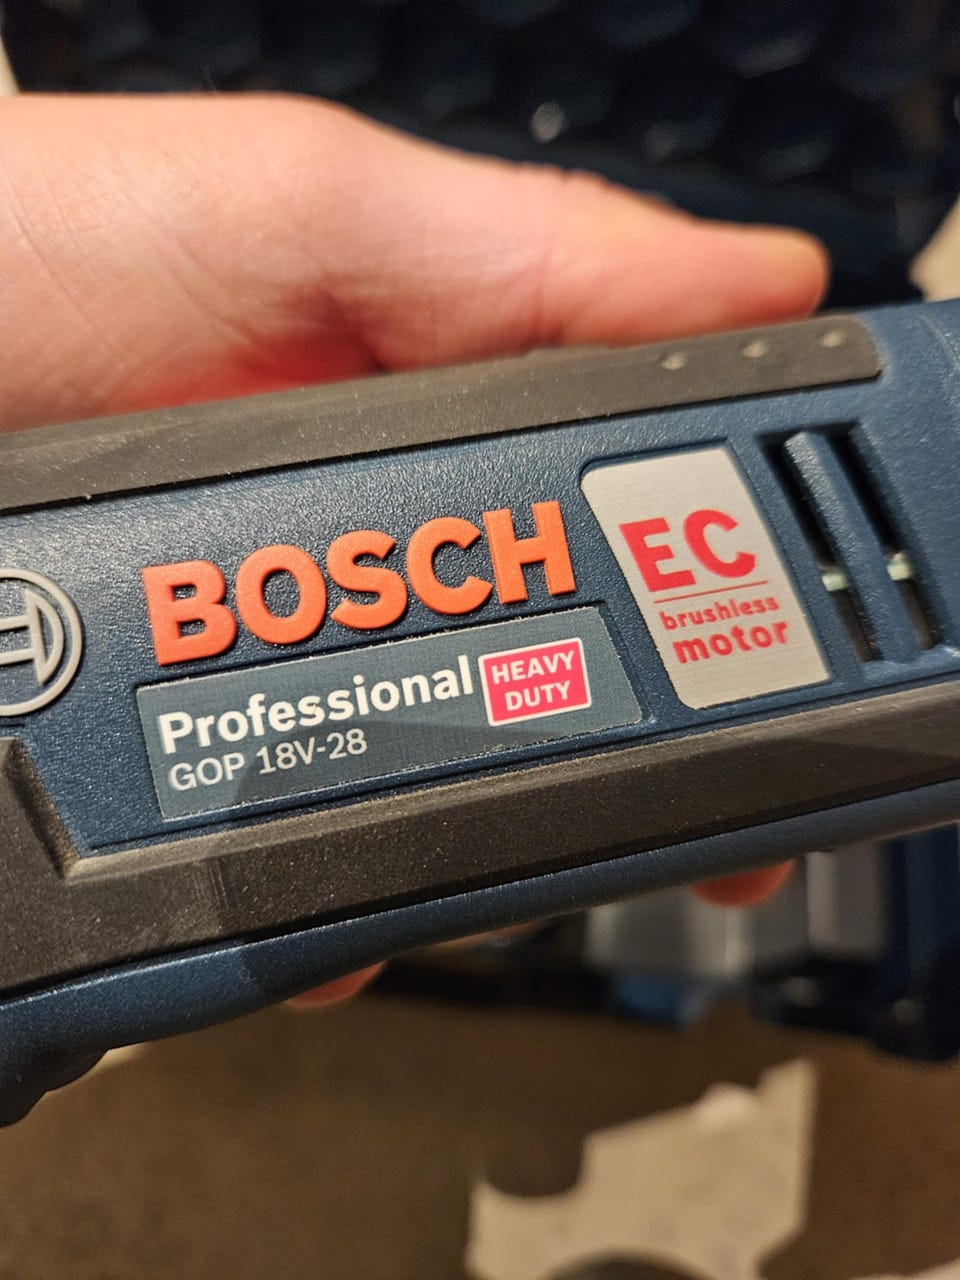 BOSCH
Professional
HEAVY
DUTY
GOP 18V-28
EC
brushless
motor